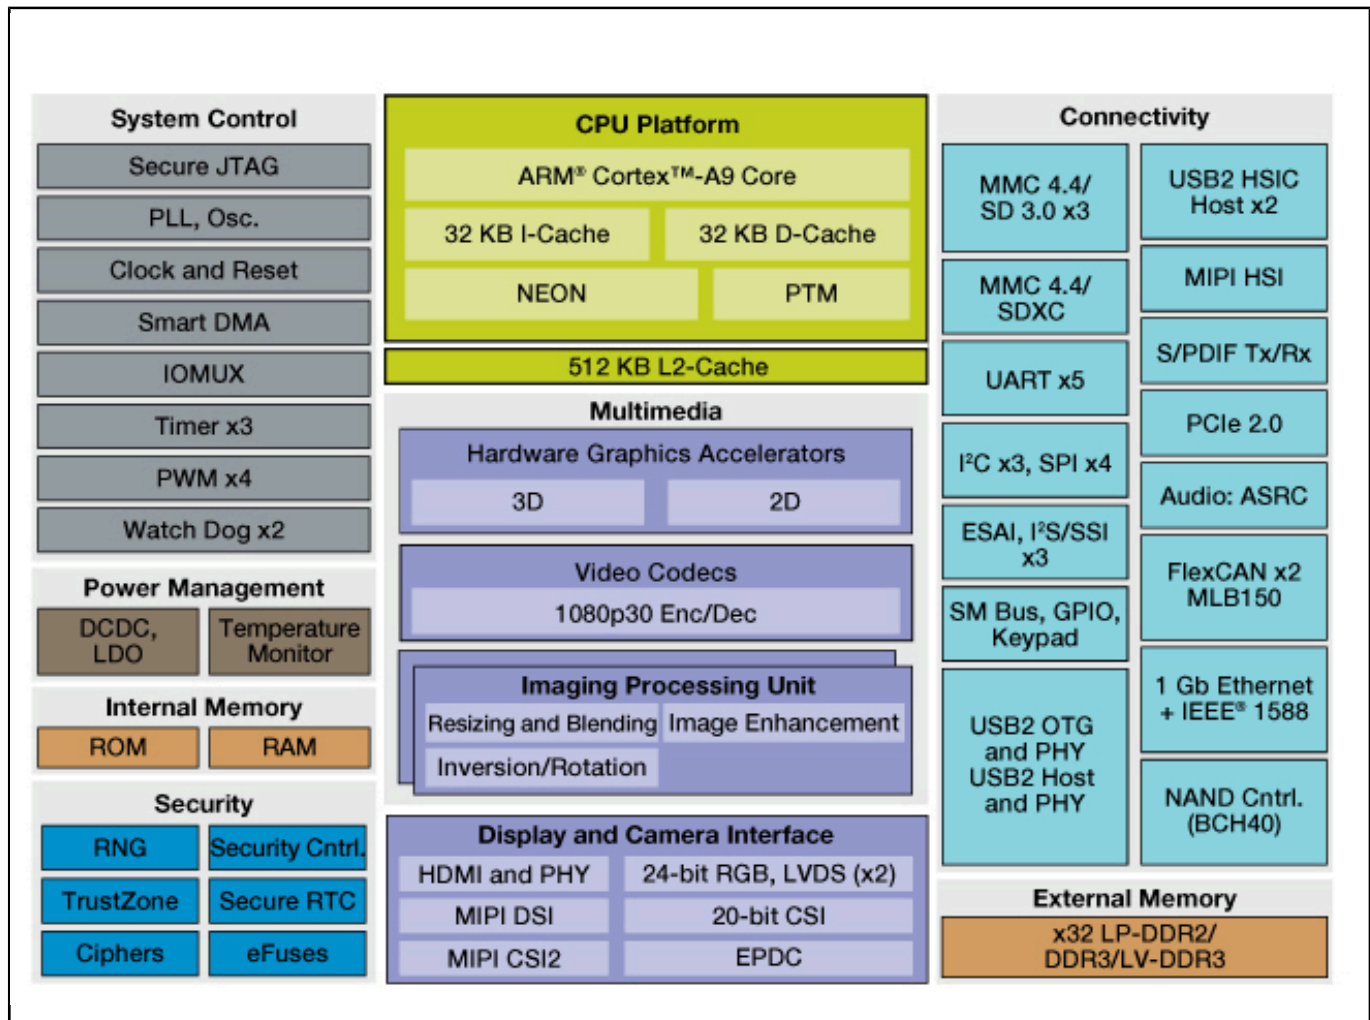 System Control
Secure JTAG
PLL, Osc.
Clock and Reset
Smart DMA
IOMUX
Timer x3
PWM x4
Watch Dog x2
Power Management
DCDC,
LDO
Temperature
Monitor
Internal Memory
ROM
RAM
Security
RNG
Security Cntrl.
TrustZone
Secure RTC
Ciphers
eFuses
CPU Platform
ARM® Cortex™-A9 Core
32 KB I-Cache
32 KB D-Cache
NEON
PTM
512 KB L2-Cache
Multimedia
Hardware Graphics Accelerators
3D
2D
Video Codecs
1080p30 Enc/Dec
Imaging Processing Unit
Resizing and Blending
Image Enhancement
Inversion/Rotation
Display and Camera Interface
HDMI and PHY
24-bit RGB, LVDS (x2)
MIPI DSI
20-bit CSI
MIPI CSI2
EPDC
Connectivity
MMC 4.4/
SD 3.0 x3
MMC 4.4/
SDXC
UART x5
I²C x3, SPI x4
ESAI, I²S/SSI
x3
SM Bus, GPIO,
Keypad
USB2 OTG
and PHY
USB2 Host
and PHY
USB2 HSIC
Host x2
MIPI HSI
S/PDIF Tx/Rx
PCIe 2.0
Audio: ASRC
FlexCAN x2
MLB150
1 Gb Ethernet
+ IEEE® 1588
NAND Cntrl.
(BCH40)
External Memory
x32 LP-DDR2/
DDR3/LV-DDR3